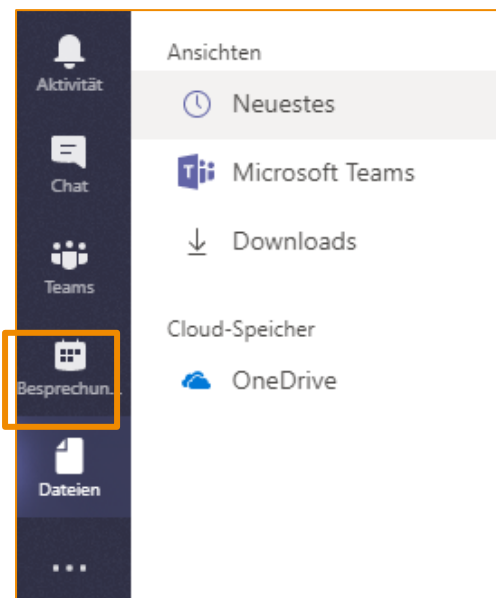 Aktivität
Chat
Teams
Besprechun...
Dateien
Ansichten
Neuestes
Microsoft Teams
Downloads
Cloud-Speicher
OneDrive